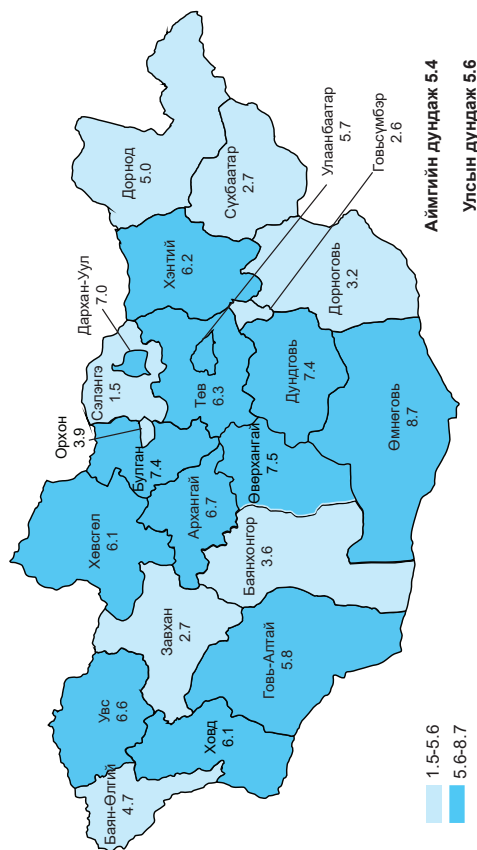 Баян-Өлгий
4.7
Увс
6.6
Ховд
6.1
Завхан
2.7
Говь-Алтай
5.8
Хөвсгөл
6.1
Баянхонгор
3.6
Архангай
6.7
Булган
7.4
Орхон
3.9
Өвөрхангай
7.5
Сэлэнгэ
1.5
Дархан-Уул
7.0
Төв
6.3
Дундговь
7.4
Өмнөговь
8.7
Хэнтий
6.2
Дорноговь
3.2
Дорнод
5.0
Сүхбаатар
2.7
Улаанбаатар
5.7
Говьсүмбэр
2.6
Аймгийн дундаж 5.4
Улсын дундаж 5.6
1.5-5.6
5.6-8.7